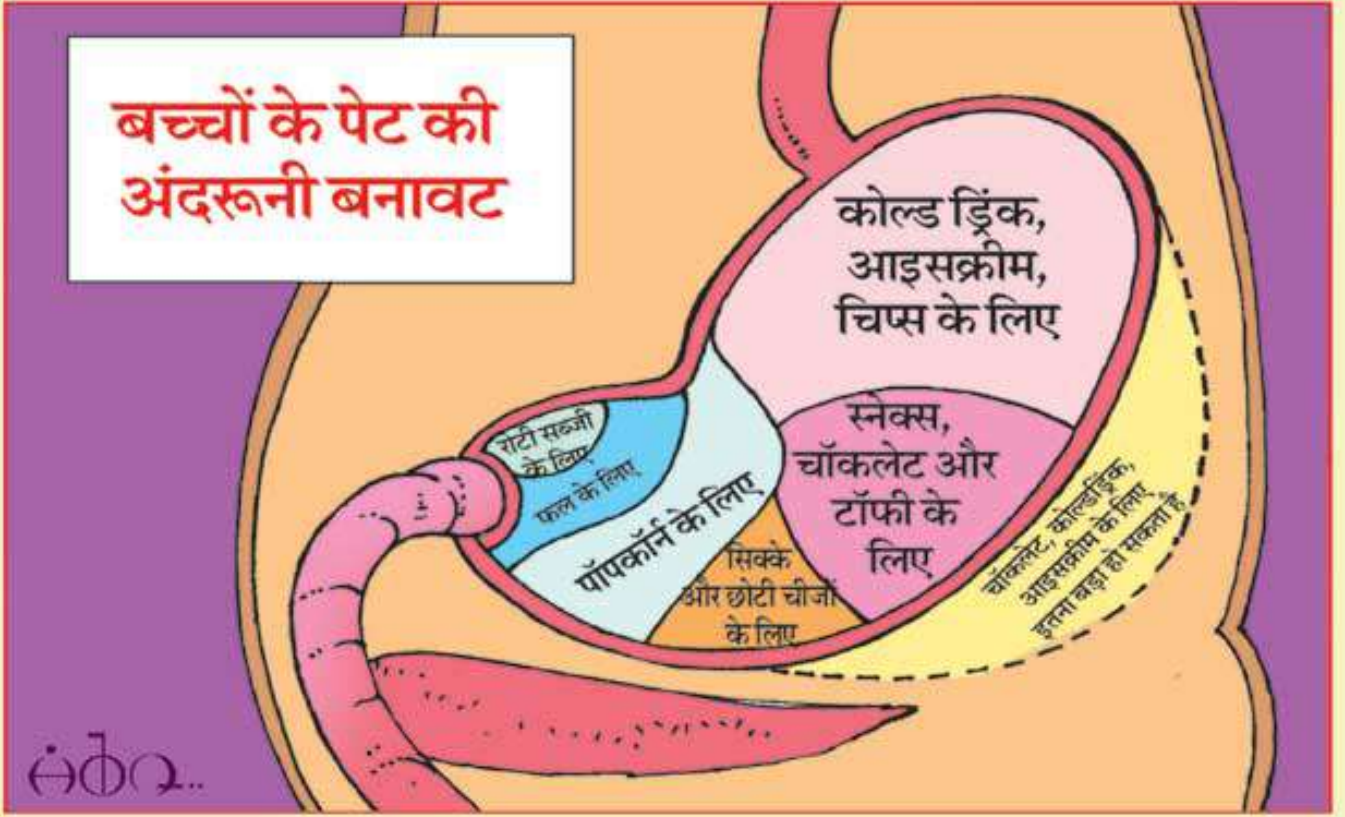 बच्चों के पेट की
अंदरूनी बनावट
कोल्ड ड्रिंक,
आइसक्रीम,
चिप्स के लिए
स्नेक्स,
चॉकलेट और
टॉफी के
लिए
रोटी सब्जी
के लिए
फल के लिए
पॉपकॉर्न के लिए
सिक्के
और छोटी चीजों
के लिए
चॉकलेट, कोल्डड्रिंक,
आइसक्रीम के लिए
इतना बड़ा हो सकता है